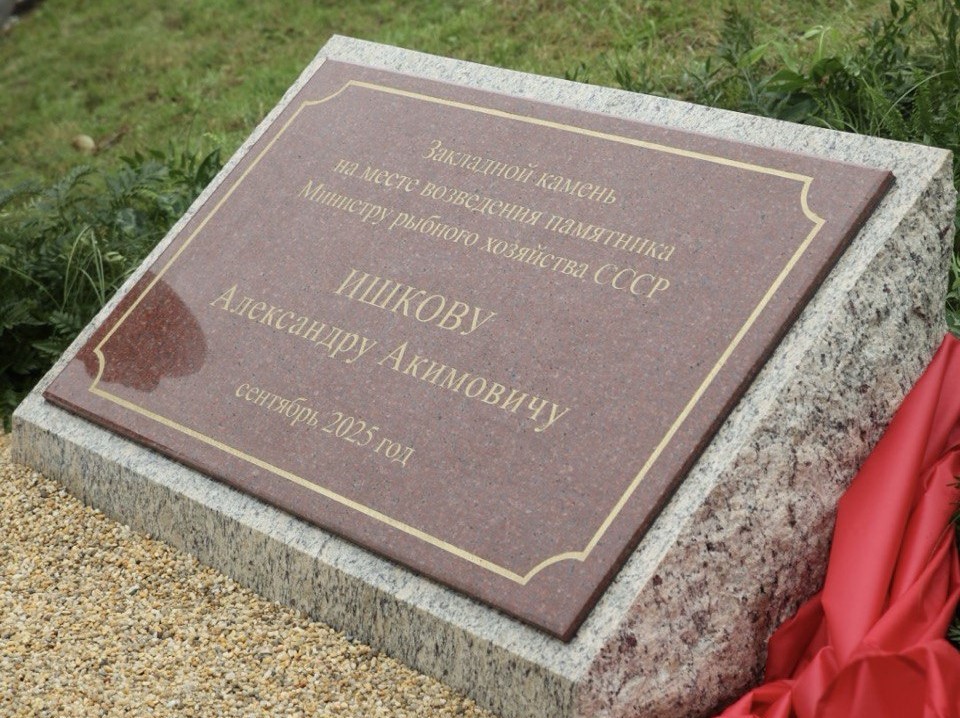 Закладной камень
на месте возведения памятника
Министру рыбного хозяйства СССР
ИШКОВУ
Александру Акимовичу
сентябрь 2025 год